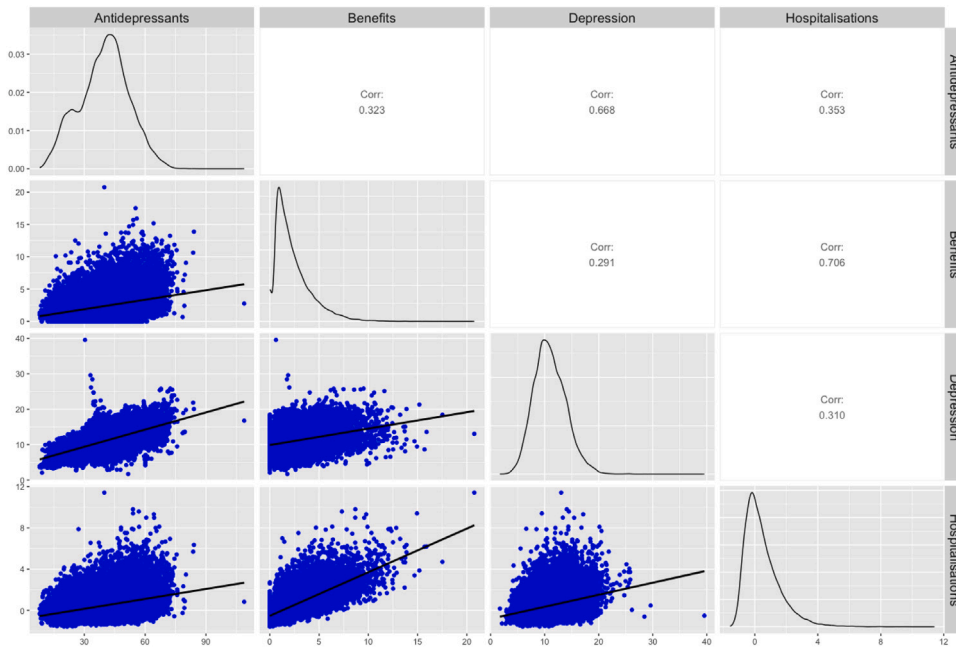 Antidepressants Benefits Depression Hospitalisations
0.03
0.02
0.01
0.00
Corr:
0.323
Corr:
0.668
Corr:
0.353
Antidepressants
20
15
10
5
0
Corr:
0.291
Corr:
0.706
Benefits
40
30
20
10
0
Corr:
0.310
Depression
12
8
4
0
Hospitalisations
30 60 90
0 5 10 15 20
0 10 20 30 40
0 4 8 12